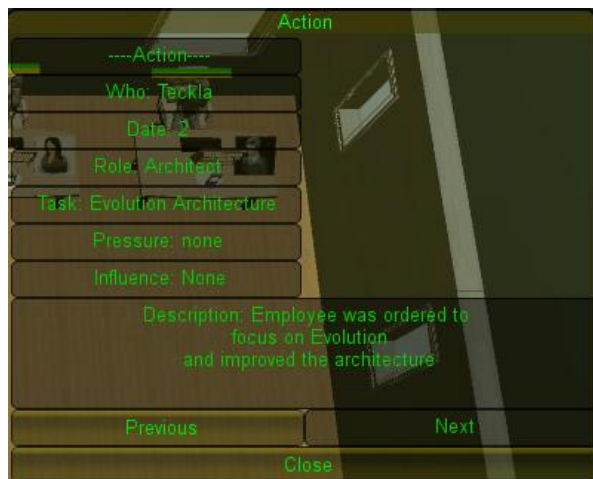 Action
----Action----
Who: Teckla
Date: 2
Role: Architect
Task: Evolution Architecture
Pressure: none
Influence: None
Description: Employee was ordered to
focus on Evolution
and improved the architecture
Previous
Next
Close